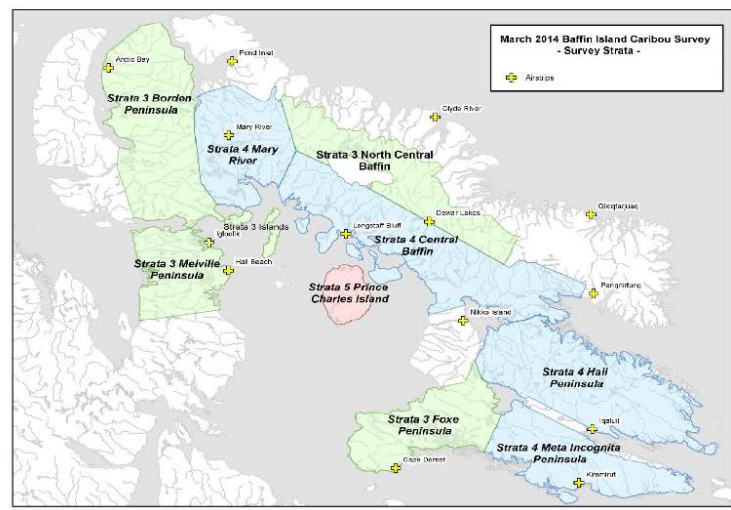 March 2014 Baffin Island Caribou Survey
- Survey Strata -
Airstrips
Arctic Bay
Pond Inlet
Strata 3 Borden
Peninsula
Clyde River
Mary River
Strata 4 Mary
River
Strata 3 North Central
Baffin
Qikiqtarjuaq
Dewar Lakes
Strata 3 Islands
Longstaff Bluff
Igloolik
Strata 4 Central
Baffin
Strata 3 Melville
Peninsula
Hall Beach
Strata 5 Prince
Charles Island
Pangnirtung
Nikko Island
Strata 4 Hall
Peninsula
Strata 3 Foxe
Peninsula
Iqaluit
Strata 4 Meta Incognita
Peninsula
Cape Dorset
Kimmirut